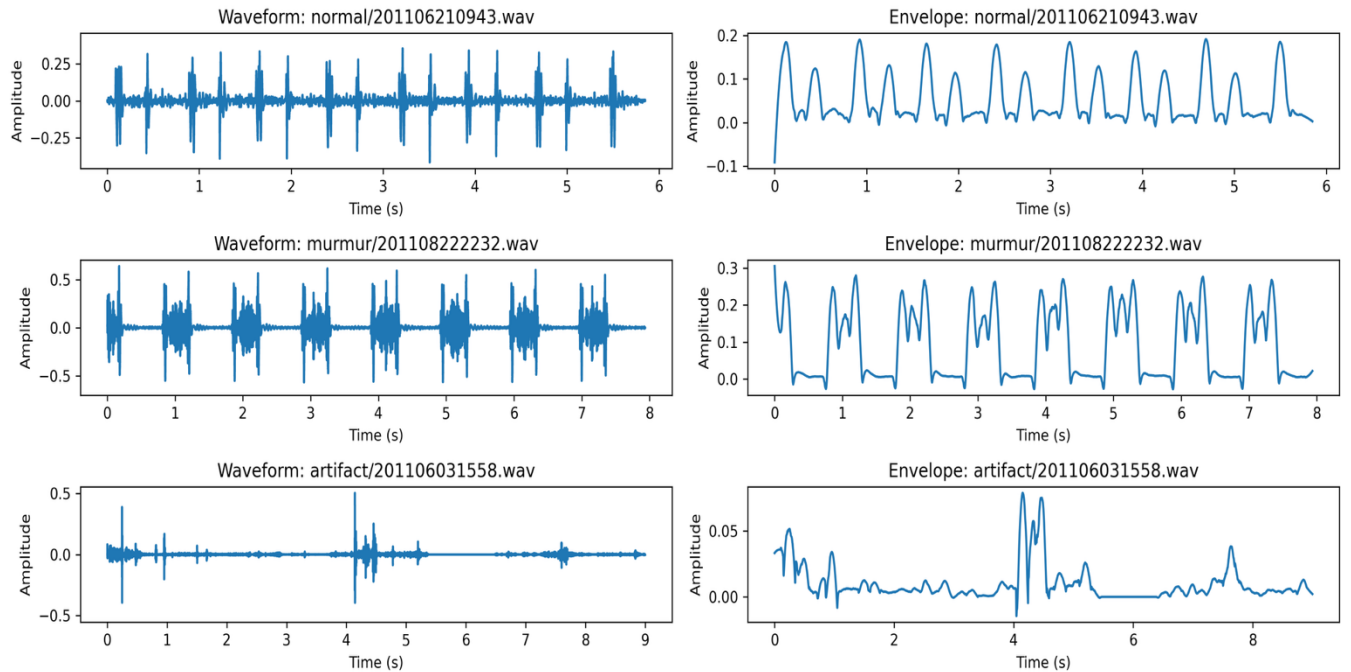 Waveform: normal/201106210943.wav
Amplitude
0.25
0.00
−0.25
0 1 2 3 4 5 6
Time (s)
Envelope: normal/201106210943.wav
Amplitude
0.2
0.1
0.0
−0.1
0 1 2 3 4 5 6
Time (s)
Waveform: murmur/201108222232.wav
Amplitude
0.5
0.0
−0.5
0 1 2 3 4 5 6 7 8
Time (s)
Envelope: murmur/201108222232.wav
Amplitude
0.3
0.2
0.1
0.0
0 1 2 3 4 5 6 7 8
Time (s)
Waveform: artifact/201106031558.wav
Amplitude
0.5
0.0
−0.5
0 1 2 3 4 5 6 7 8 9
Time (s)
Envelope: artifact/201106031558.wav
Amplitude
0.05
0.00
0 2 4 6 8
Time (s)